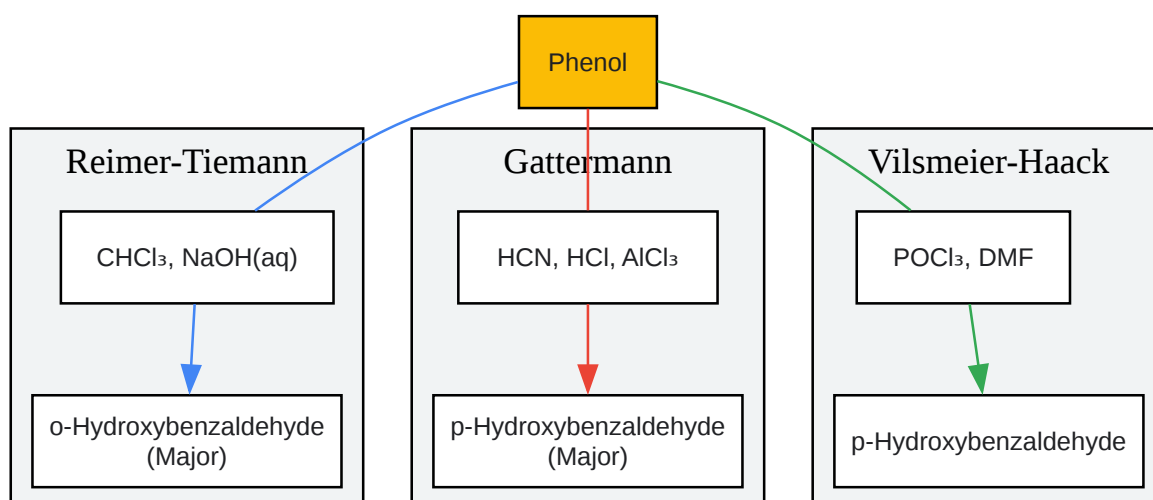 Phenol
Reimer-Tiemann
Gattermann
Vilsmeier-Haack
CHCl₃, NaOH(aq)
HCN, HCl, AlCl₃
POCl₃, DMF
o-Hydroxybenzaldehyde
(Major)
p-Hydroxybenzaldehyde
(Major)
p-Hydroxybenzaldehyde